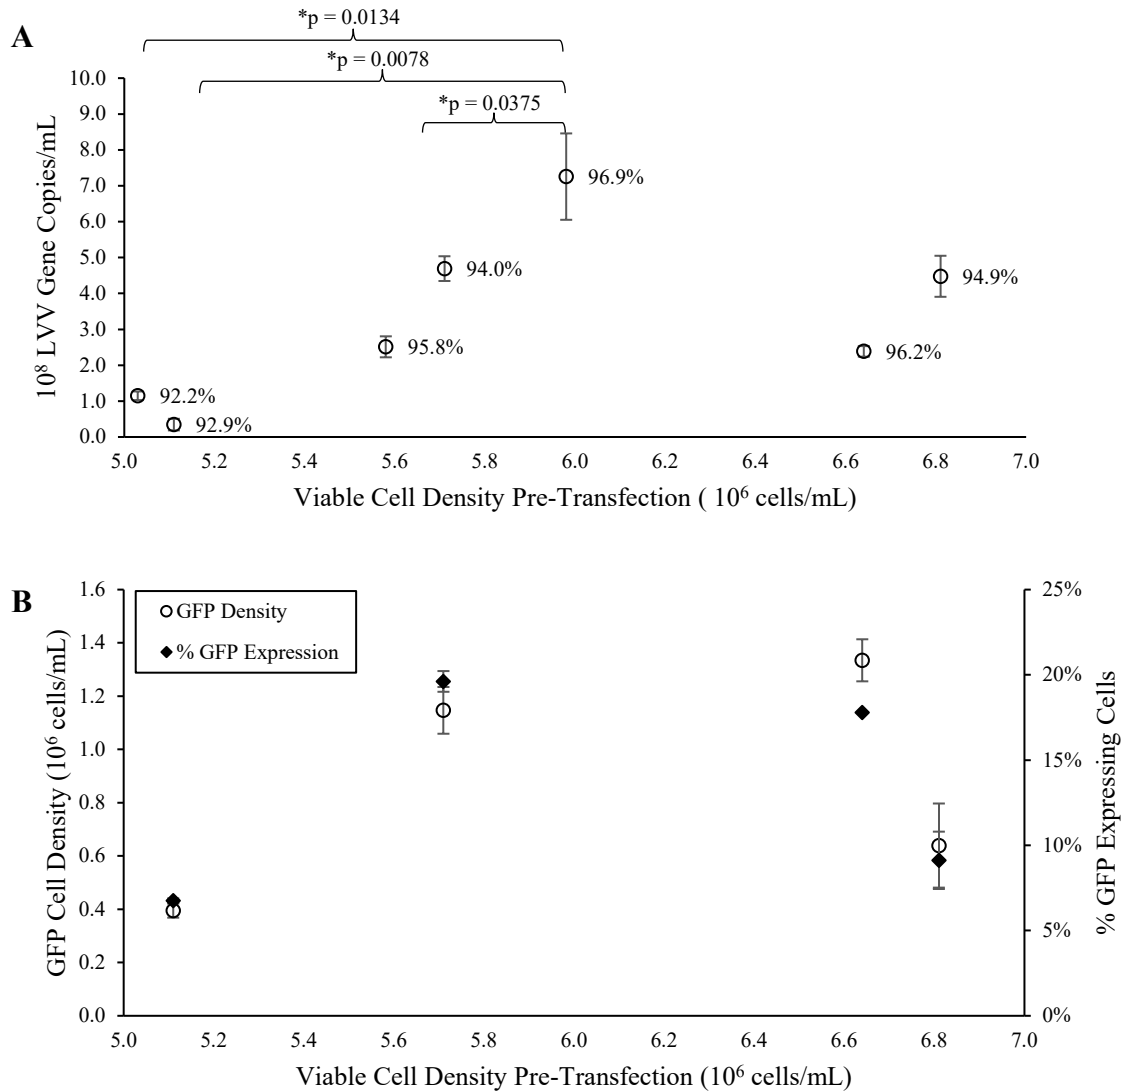 A
*p = 0.0134
*p = 0.0078
*p = 0.0375
10⁸ LVV Gene Copies/mL
10.0
9.0
8.0
7.0
6.0
5.0
4.0
3.0
2.0
1.0
0.0
96.9%
94.0%
94.9%
95.8%
96.2%
92.2%
92.9%
5.0 5.2 5.4 5.6 5.8 6.0 6.2 6.4 6.6 6.8 7.0
Viable Cell Density Pre-Transfection ( 10⁶ cells/mL)
B
GFP Density
% GFP Expression
GFP Cell Density (10⁶ cells/mL)
1.6
1.4
1.2
1.0
0.8
0.6
0.4
0.2
0.0
25%
20%
15%
10%
5%
0%
% GFP Expressing Cells
5.0 5.2 5.4 5.6 5.8 6.0 6.2 6.4 6.6 6.8 7.0
Viable Cell Density Pre-Transfection (10⁶ cells/mL)